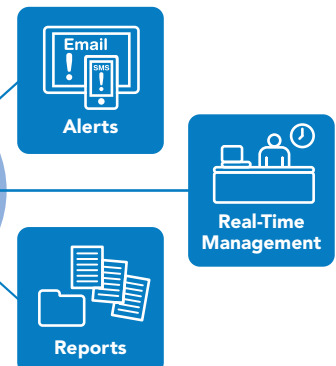 Email
!
SMS
!
Alerts
Real-Time
Management
Reports